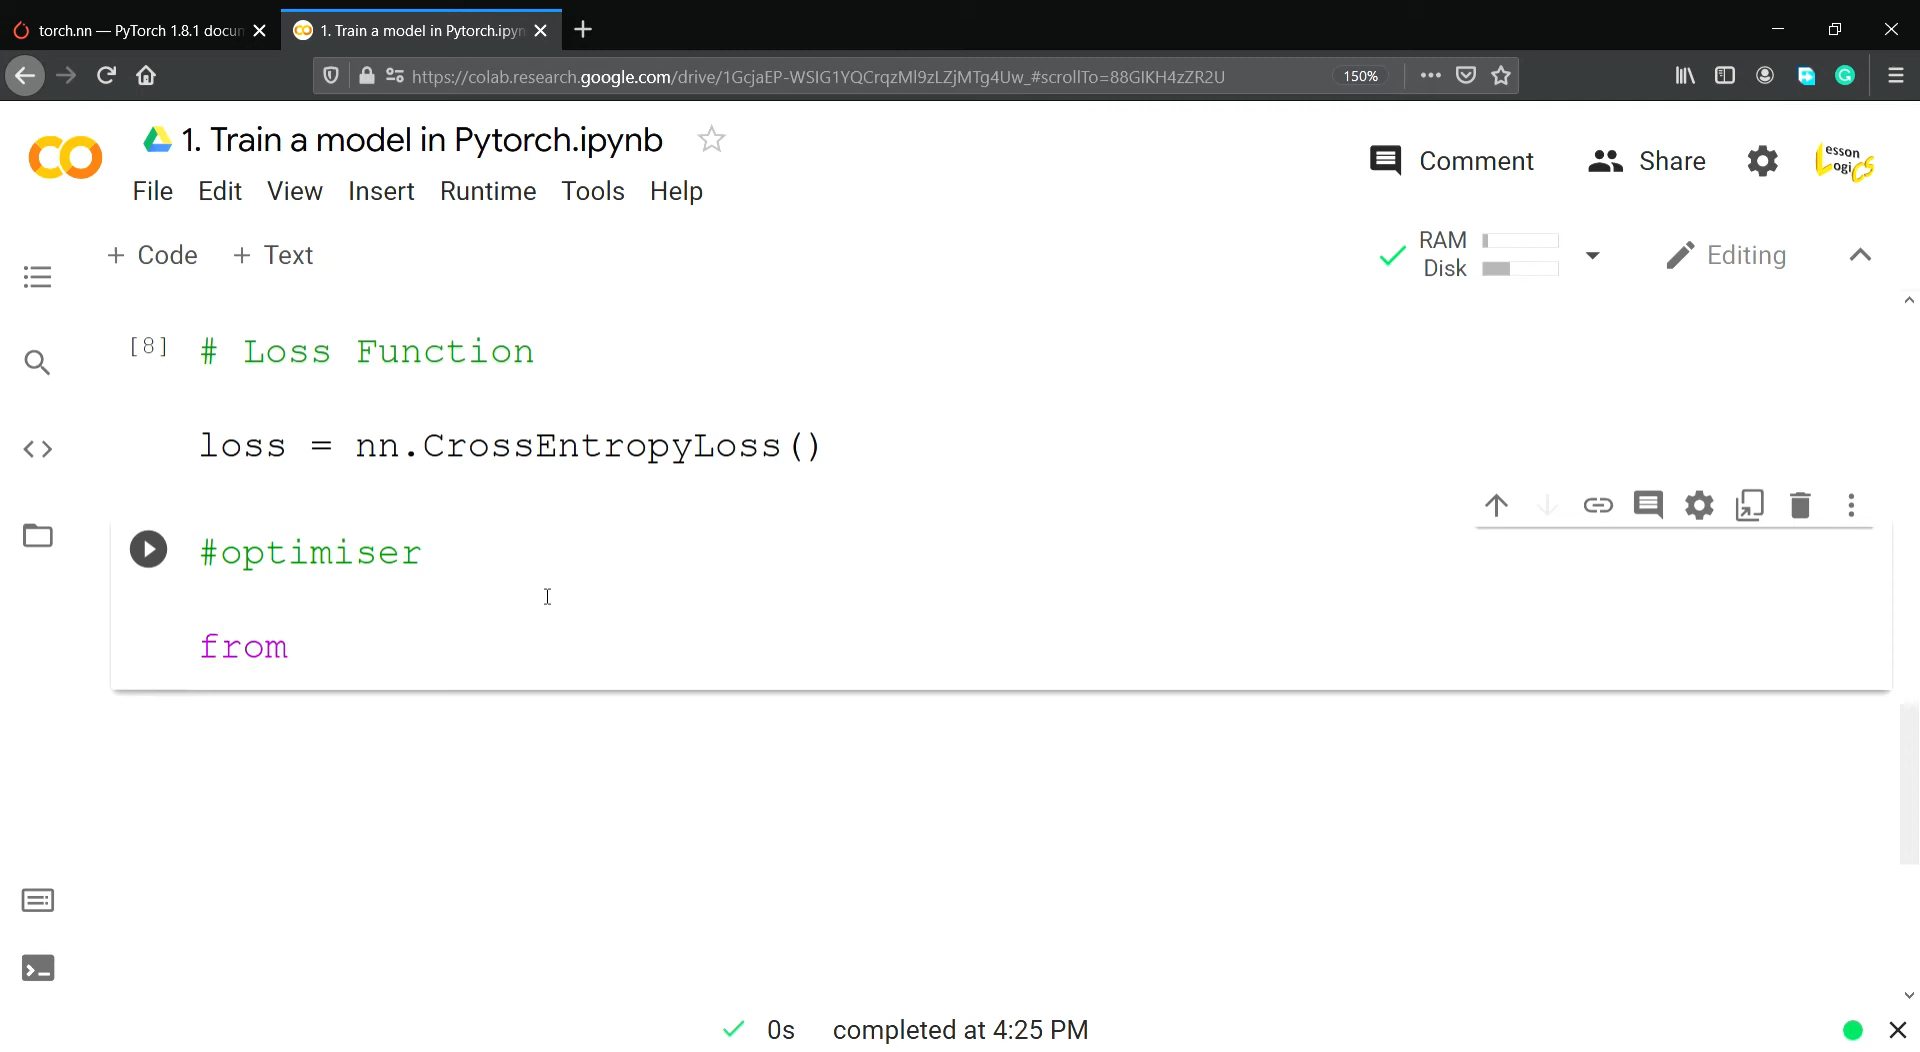 torch.nn — PyTorch 1.8.1 docun
1. Train a model in Pytorch.ipyn
https://colab.research.google.com/drive/1GcjaEP-WSIG1YQCrqzMl9zLZjMTg4Uw_#scrollTo=88GIKH4zZR2U
150%
1. Train a model in Pytorch.ipynb
Comment
Share
Lesson
LogiCS
File Edit View Insert Runtime Tools Help
+ Code + Text
RAM
Disk
Editing
[8] # Loss Function
loss = nn.CrossEntropyLoss()
#optimiser
from
0s completed at 4:25 PM